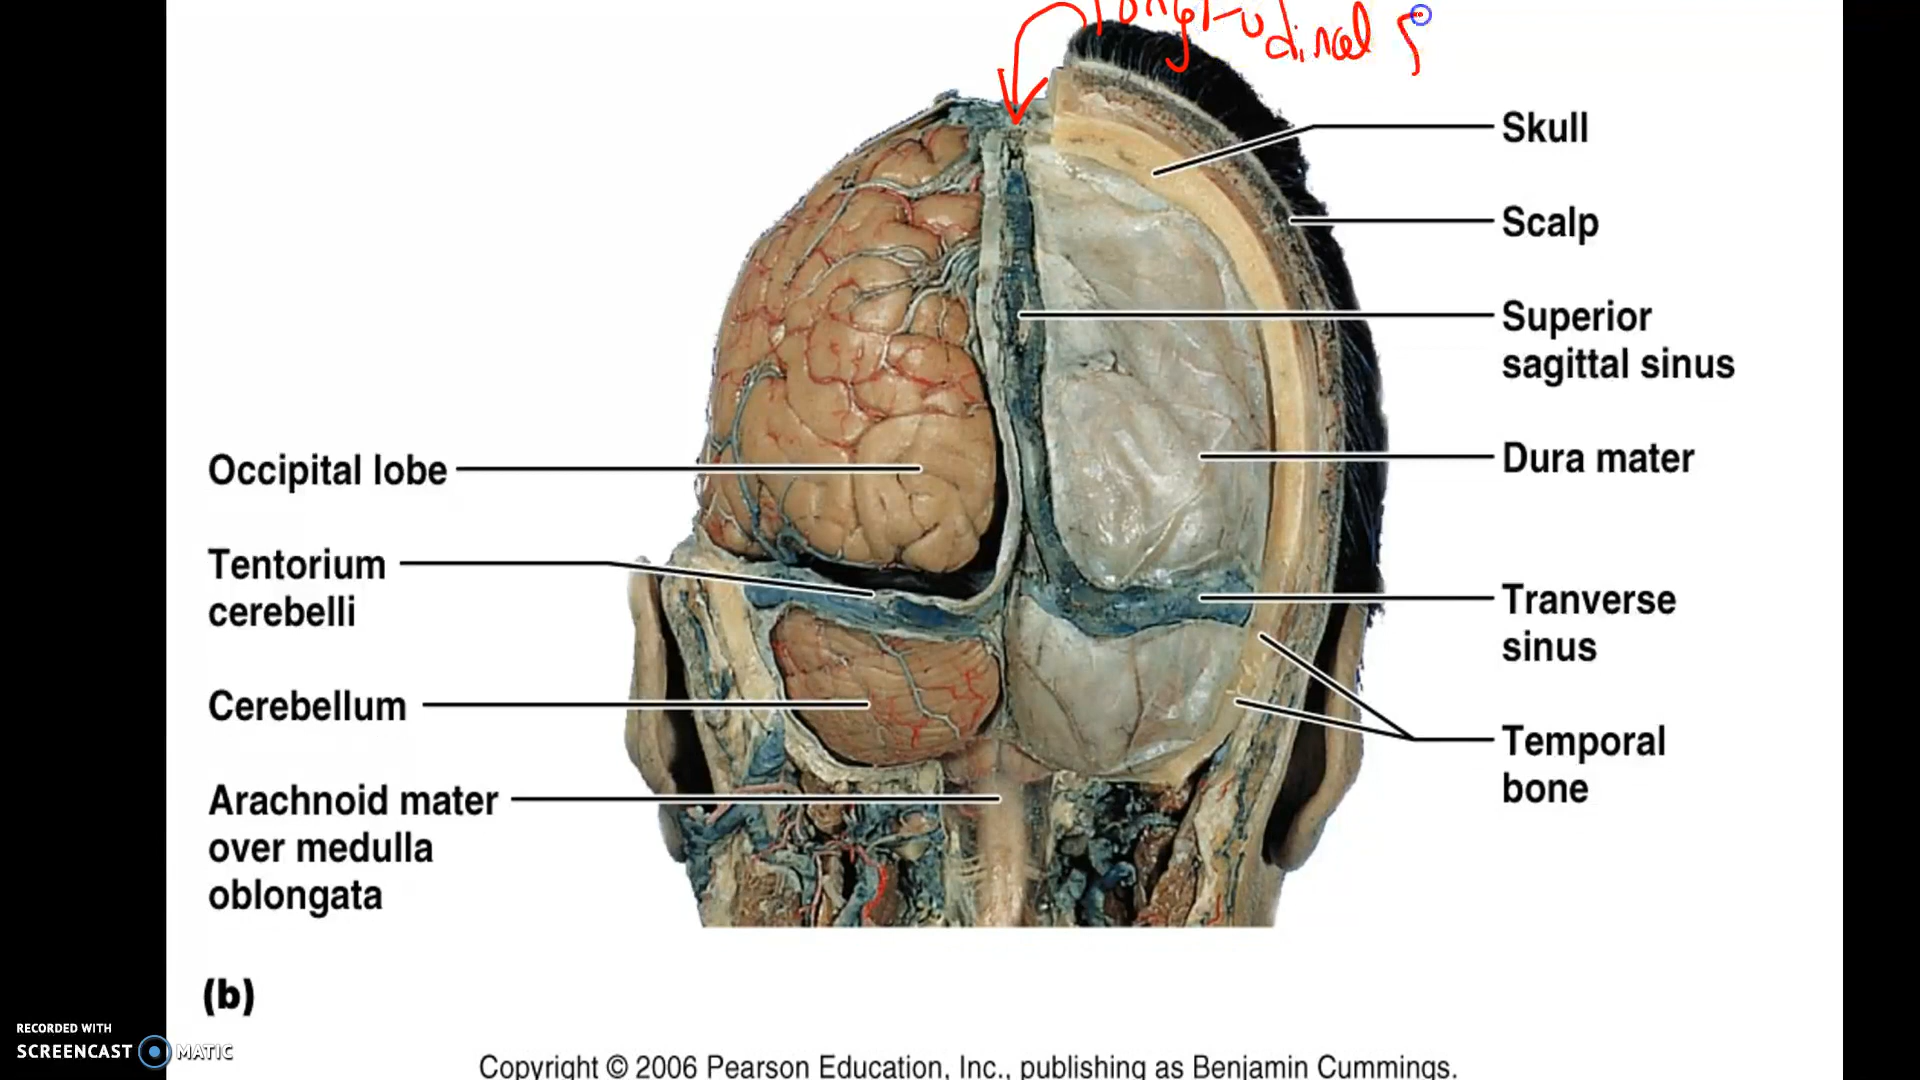 longitudinal f
Skull
Scalp
Superior
sagittal sinus
Dura mater
Occipital lobe
Tentorium
cerebelli
Tranverse
sinus
Cerebellum
Temporal
bone
Arachnoid mater
over medulla
oblongata
(b)
RECORDED WITH
SCREENCAST MATIC
Copyright © 2006 Pearson Education, Inc., publishing as Benjamin Cummings.